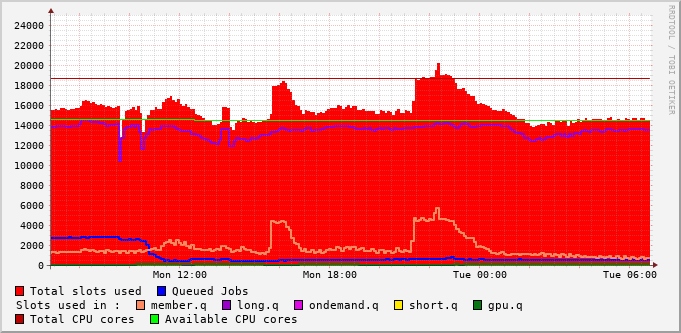 RRDTOOL / TOBI OETIKER
24000
22000
20000
18000
16000
14000
12000
10000
8000
6000
4000
2000
0
Mon 12:00 Mon 18:00 Tue 00:00 Tue 06:00
Total slots used Queued Jobs
Slots used in : member.q long.q ondemand.q short.q gpu.q
Total CPU cores Available CPU cores